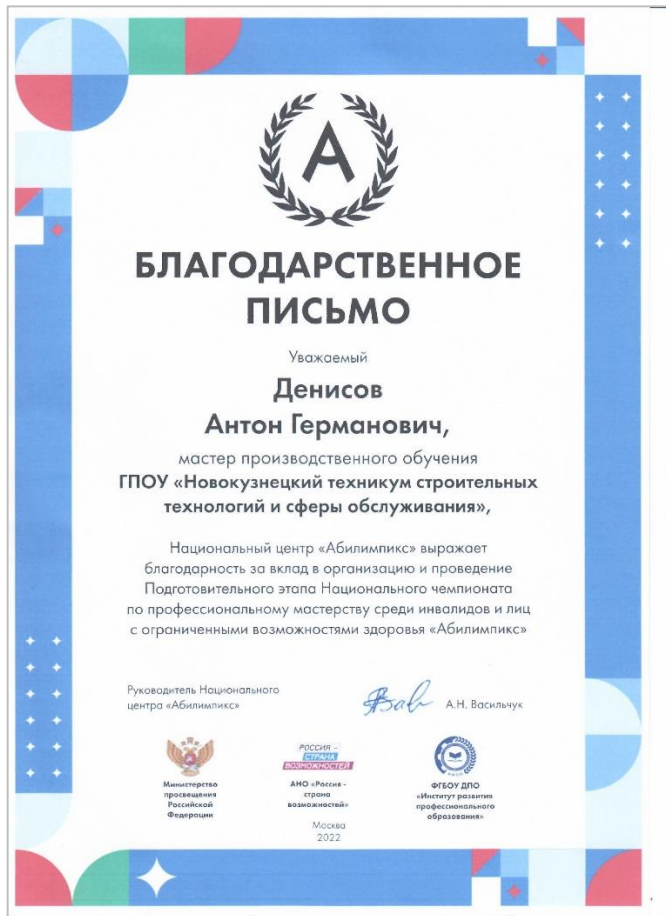 А
БЛАГОДАРСТВЕННОЕ
ПИСЬМО
Уважаемый
Денисов
Антон Германович,
мастер производственного обучения
ГПОУ «Новокузнецкий техникум строительных
технологий и сферы обслуживания»,
Национальный центр «Абилимпикс» выражает
благодарность за вклад в организацию и проведение
Подготовительного этапа Национального чемпионата
по профессиональному мастерству среди инвалидов и лиц
с ограниченными возможностями здоровья «Абилимпикс»
Руководитель Национального
центра «Абилимпикс»
А.Н. Васильчук
Министерство
просвещения
Российской
Федерации
РОССИЯ –
СТРАНА
ВОЗМОЖНОСТЕЙ
АНО «Россия -
страна
возможностей»
ФГБОУ ДПО
«Институт развития
профессионального
образования»
Москва
2022